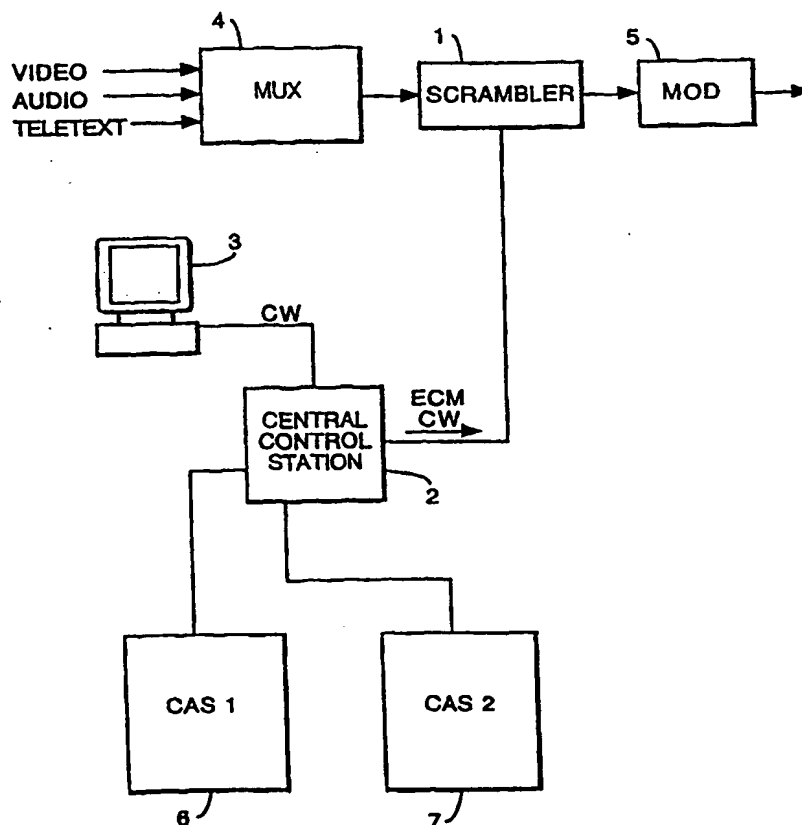 4
1
5
VIDEO
AUDIO
TELETEXT
MUX
SCRAMBLER
MOD
3
CW
ECM
CW
CENTRAL
CONTROL
STATION
2
CAS 1
CAS 2
6
7